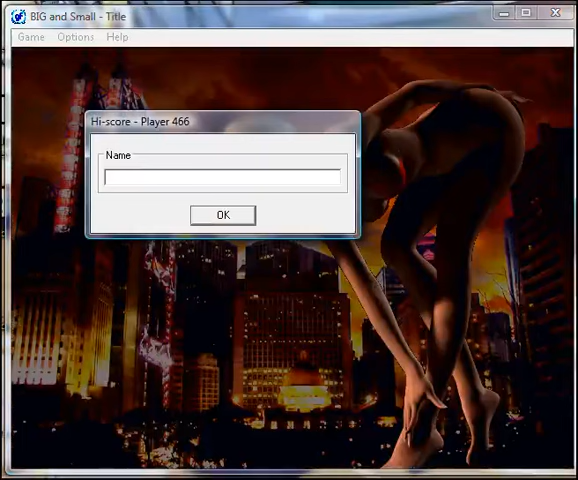 BIG and Small - Title
Game Options Help
Hi-score - Player 466
Name
OK